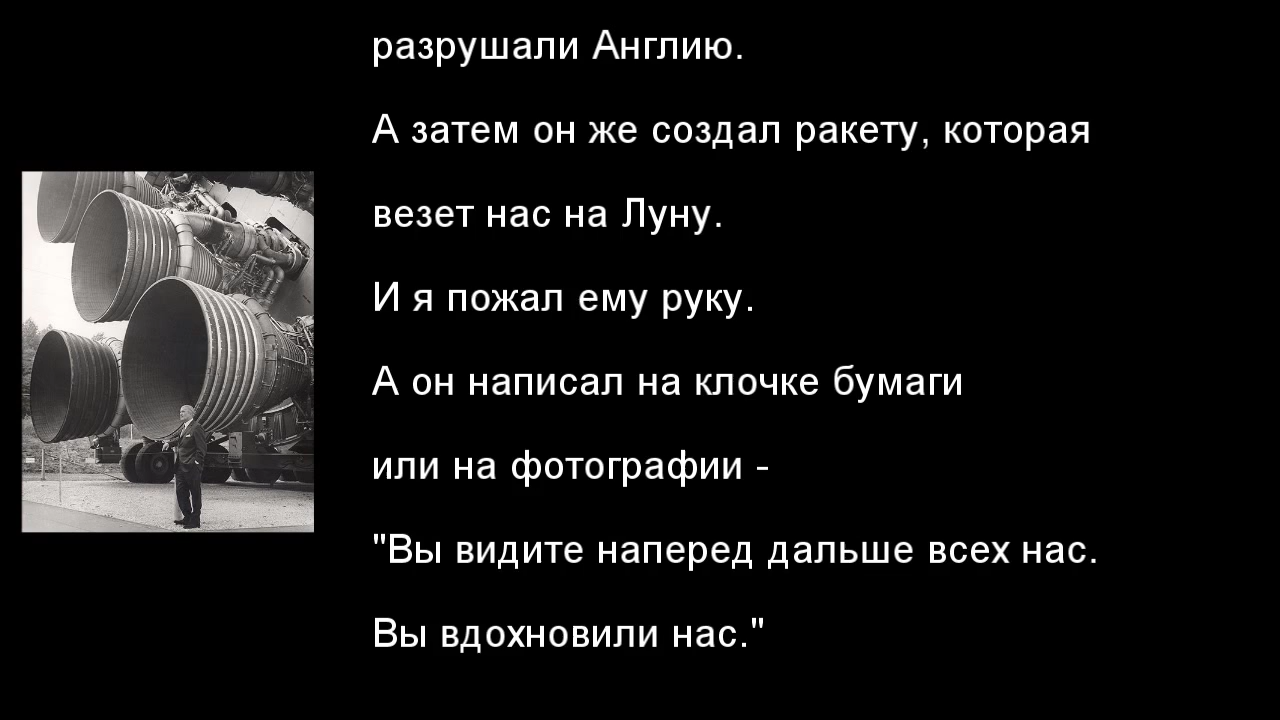 разрушали Англию.
А затем он же создал ракету, которая
везет нас на Луну.
И я пожал ему руку.
А он написал на клочке бумаги
или на фотографии -
"Вы видите наперед дальше всех нас.
Вы вдохновили нас."